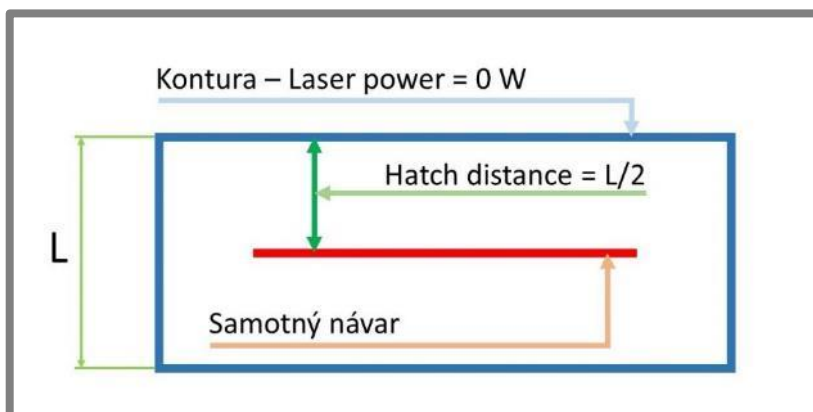 Kontura – Laser power = 0 W
Hatch distance = L/2
L
Samotný návar